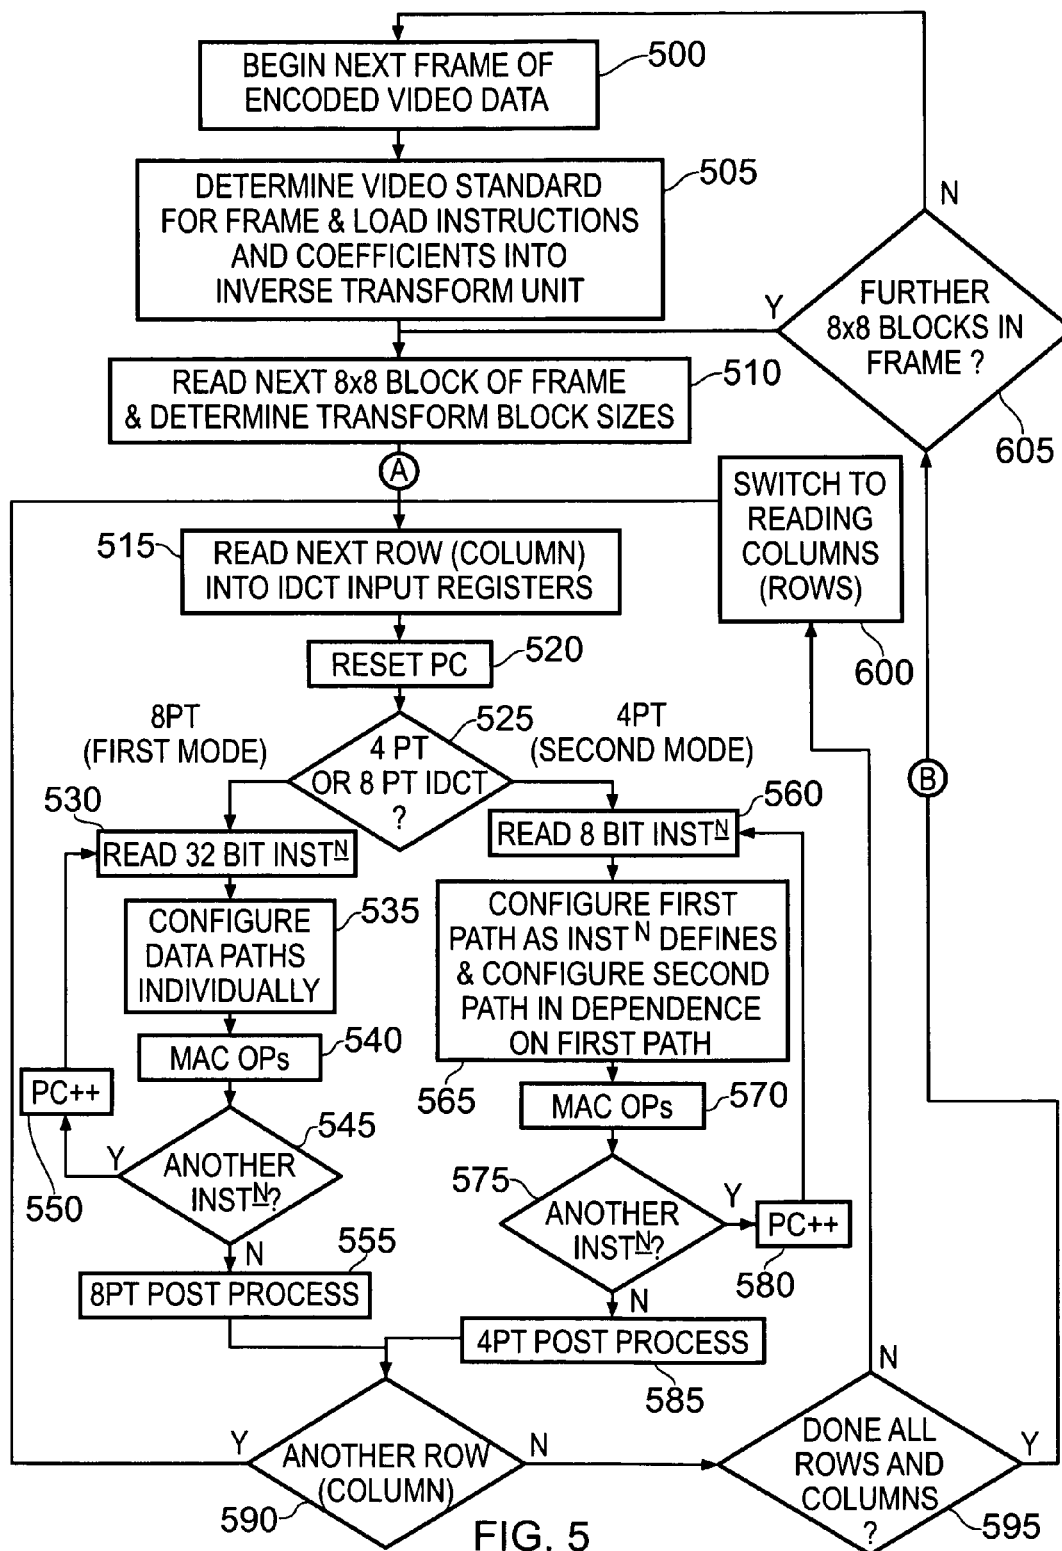 BEGIN NEXT FRAME OF
ENCODED VIDEO DATA
500
DETERMINE VIDEO STANDARD
FOR FRAME & LOAD INSTRUCTIONS
AND COEFFICIENTS INTO
INVERSE TRANSFORM UNIT
505
N
Y
FURTHER
8x8 BLOCKS IN
FRAME ?
605
READ NEXT 8x8 BLOCK OF FRAME
& DETERMINE TRANSFORM BLOCK SIZES
510
A
SWITCH TO
READING
COLUMNS
(ROWS)
600
515
READ NEXT ROW (COLUMN)
INTO IDCT INPUT REGISTERS
RESET PC
520
8PT
(FIRST MODE)
525
4 PT
OR 8 PT IDCT
?
4PT
(SECOND MODE)
B
530
READ 32 BIT INSTN
560
READ 8 BIT INSTN
CONFIGURE
DATA PATHS
INDIVIDUALLY
535
CONFIGURE FIRST
PATH AS INST N DEFINES
& CONFIGURE SECOND
PATH IN DEPENDENCE
ON FIRST PATH
565
MAC OPs
540
MAC OPs
570
PC++
550
545
Y
ANOTHER
INSTN?
N
575
ANOTHER
INSTN?
Y
PC++
580
N
555
8PT POST PROCESS
4PT POST PROCESS
585
Y
ANOTHER ROW
(COLUMN)
590
N
N
DONE ALL
ROWS AND
COLUMNS
?
Y
595
FIG. 5